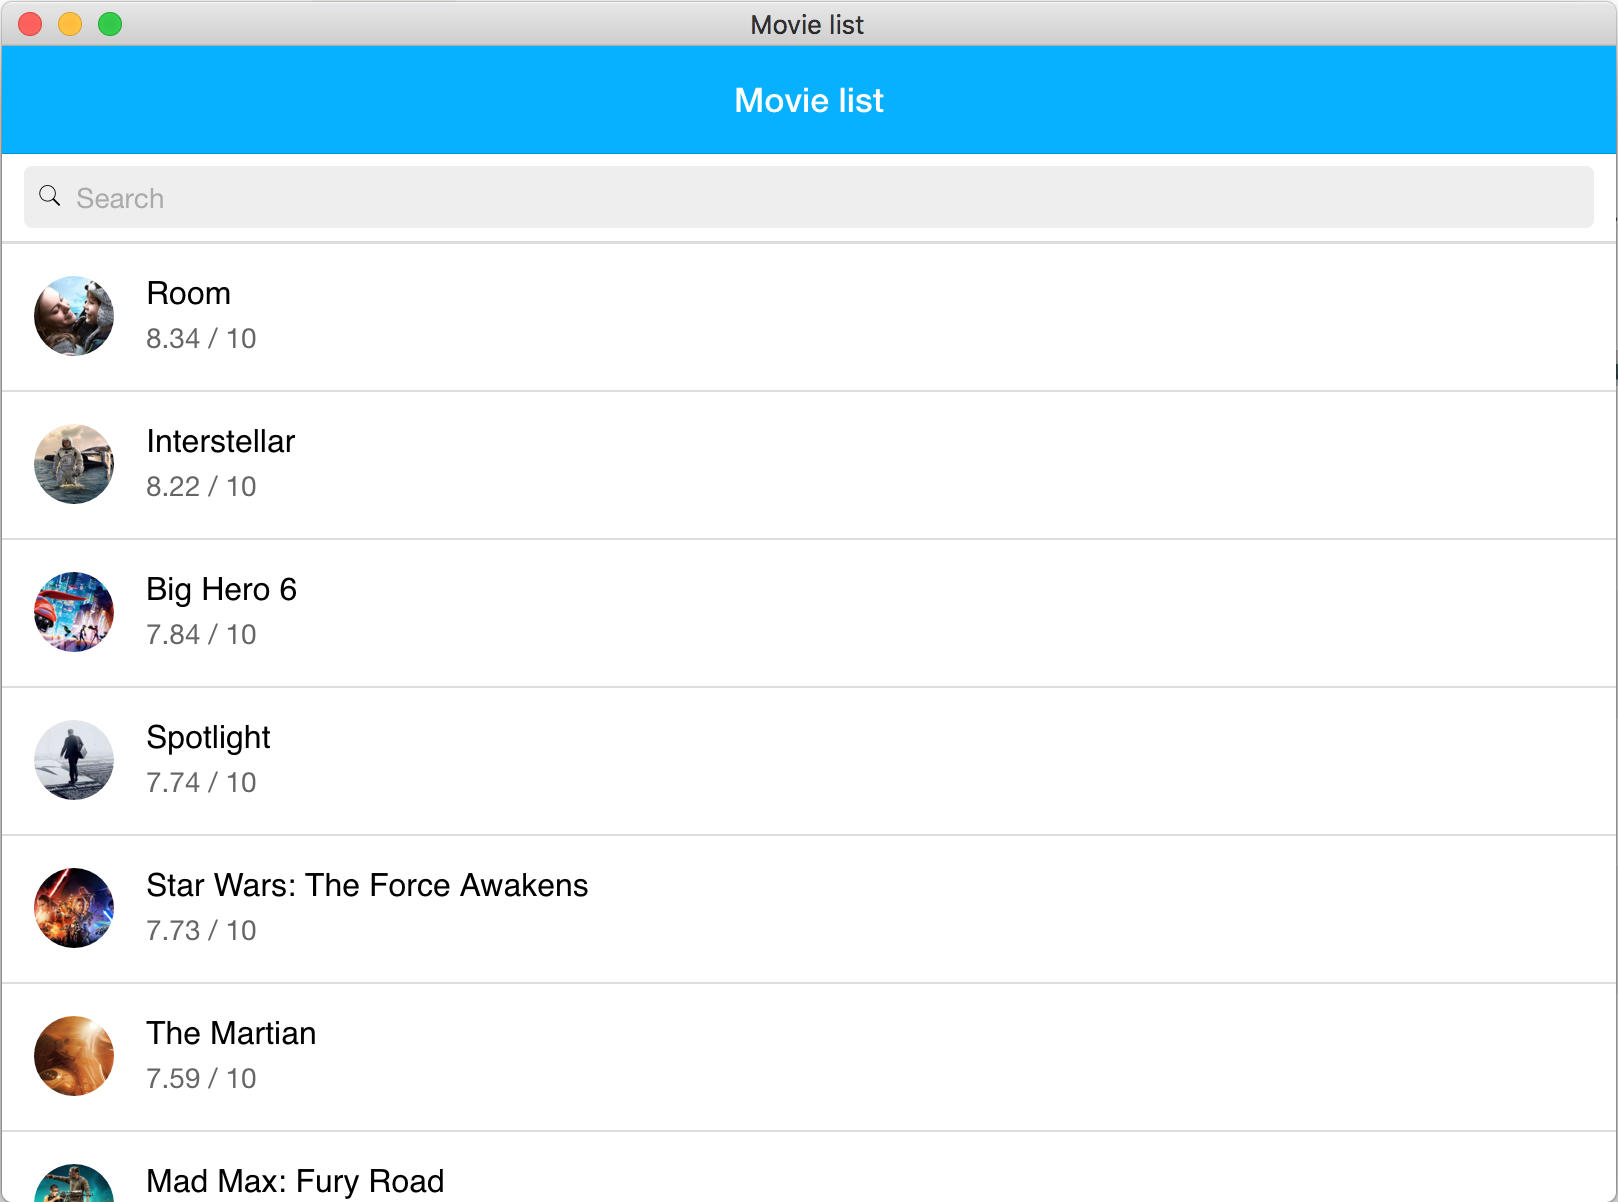 Movie list
Movie list
Search
Room
8.34 / 10
Interstellar
8.22 / 10
Big Hero 6
7.84 / 10
Spotlight
7.74 / 10
Star Wars: The Force Awakens
7.73 / 10
The Martian
7.59 / 10
Mad Max: Fury Road